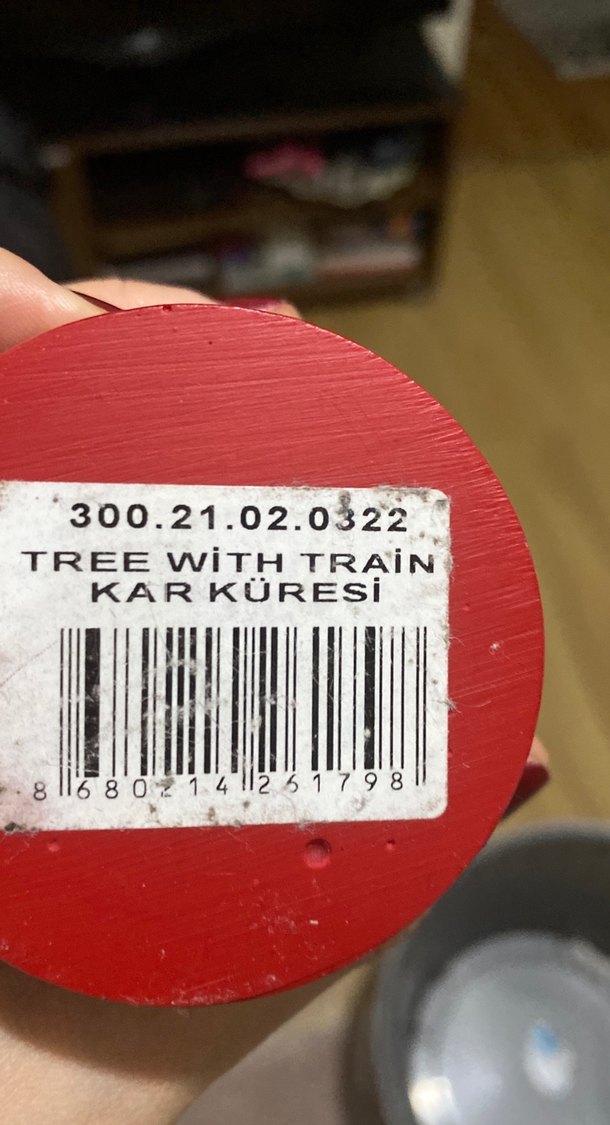 300.21.02.0322
TREE WİTH TRAİN
KAR KÜRESİ
8 680214 261798